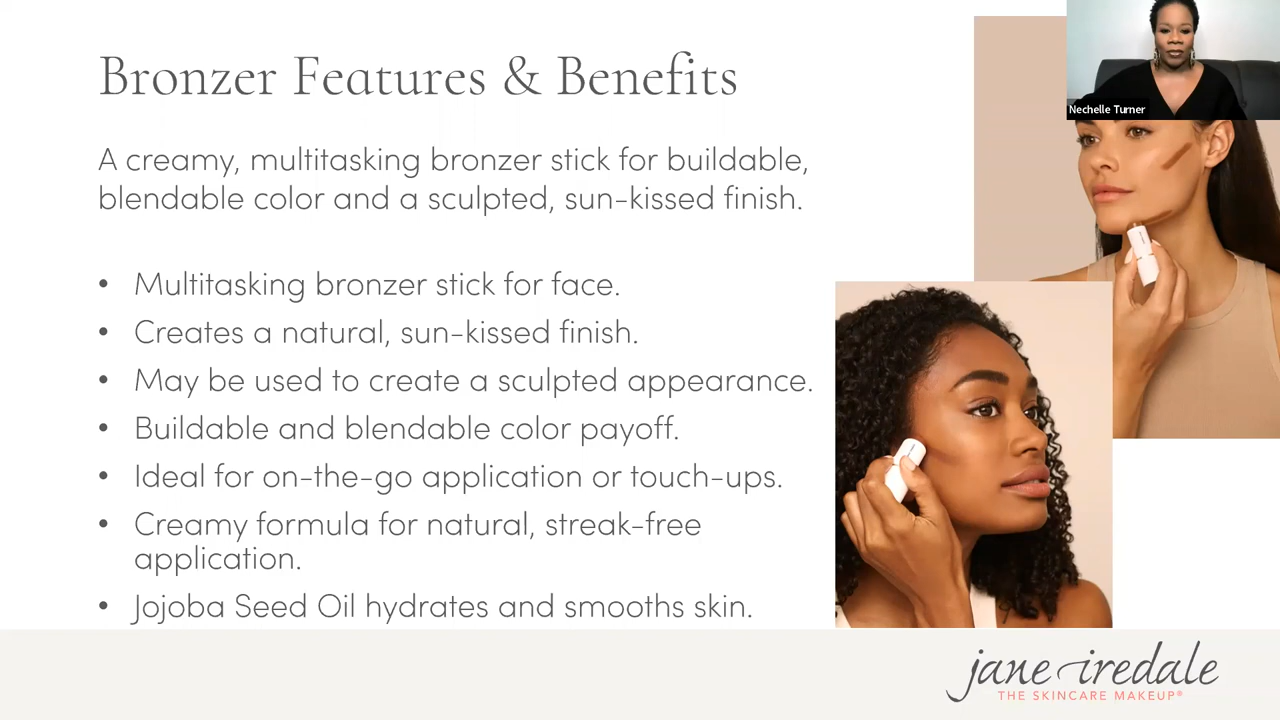 Bronzer Features & Benefits
Nechelle Turner
A creamy, multitasking bronzer stick for buildable,
blendable color and a sculpted, sun-kissed finish.
• Multitasking bronzer stick for face.
• Creates a natural, sun-kissed finish.
• May be used to create a sculpted appearance.
• Buildable and blendable color payoff.
• Ideal for on-the-go application or touch-ups.
• Creamy formula for natural, streak-free
application.
• Jojoba Seed Oil hydrates and smooths skin.
jane iredale
THE SKINCARE MAKEUP®